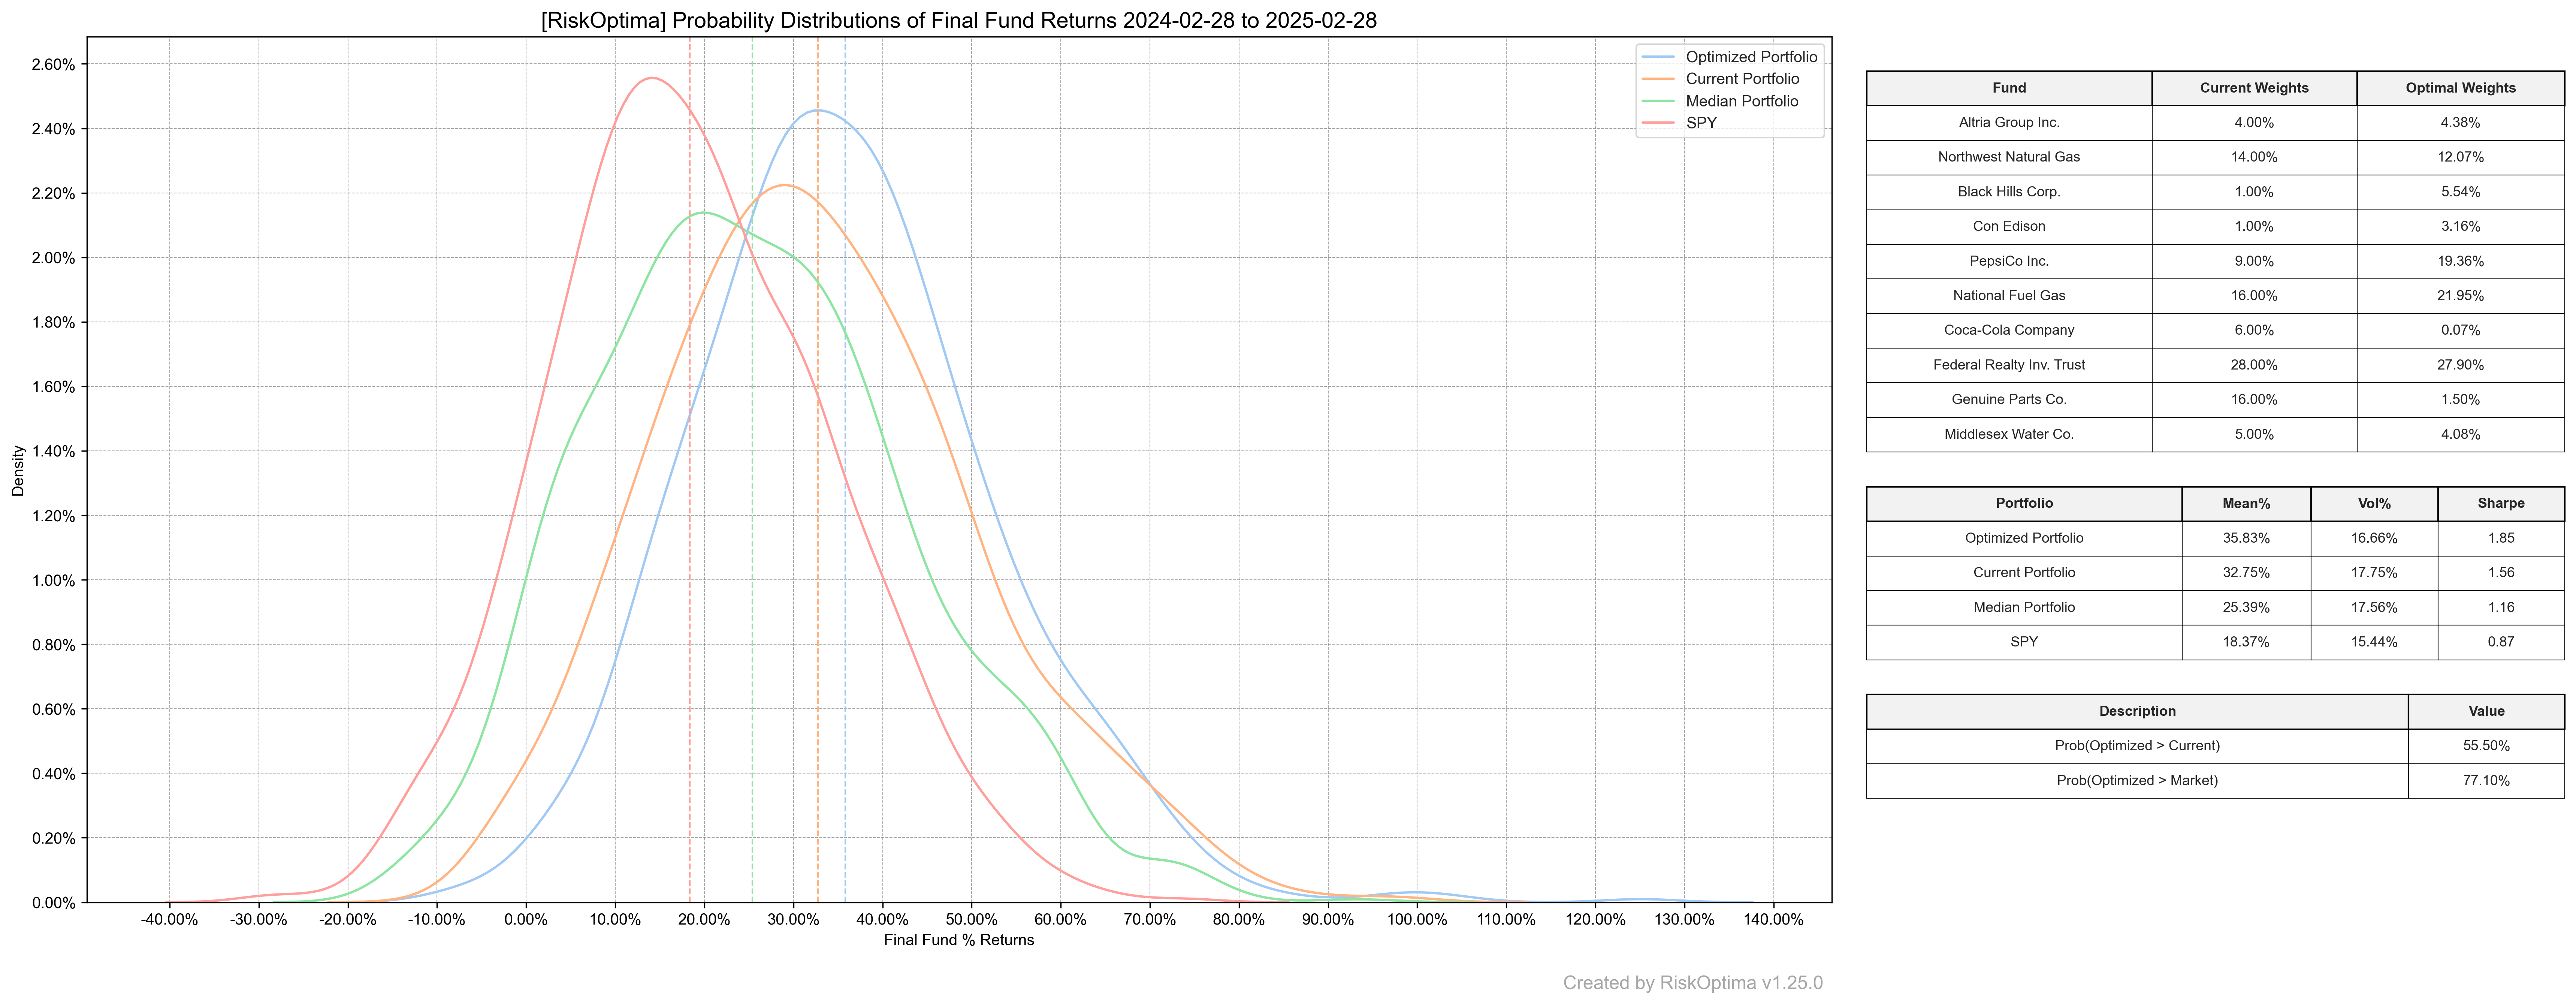 [RiskOptima] Probability Distributions of Final Fund Returns 2024-02-28 to 2025-02-28
2.60%
2.40%
2.20%
2.00%
1.80%
1.60%
1.40%
1.20%
1.00%
0.80%
0.60%
0.40%
0.20%
0.00%
Density
-40.00% -30.00% -20.00% -10.00% 0.00% 10.00% 20.00% 30.00% 40.00% 50.00% 60.00% 70.00% 80.00% 90.00% 100.00% 110.00% 120.00% 130.00% 140.00%
Final Fund % Returns
Optimized Portfolio
Current Portfolio
Median Portfolio
SPY
Fund Current Weights Optimal Weights
Altria Group Inc. 4.00% 4.38%
Northwest Natural Gas 14.00% 12.07%
Black Hills Corp. 1.00% 5.54%
Con Edison 1.00% 3.16%
PepsiCo Inc. 9.00% 19.36%
National Fuel Gas 16.00% 21.95%
Coca-Cola Company 6.00% 0.07%
Federal Realty Inv. Trust 28.00% 27.90%
Genuine Parts Co. 16.00% 1.50%
Middlesex Water Co. 5.00% 4.08%
Portfolio Mean% Vol% Sharpe
Optimized Portfolio 35.83% 16.66% 1.85
Current Portfolio 32.75% 17.75% 1.56
Median Portfolio 25.39% 17.56% 1.16
SPY 18.37% 15.44% 0.87
Description Value
Prob(Optimized > Current) 55.50%
Prob(Optimized > Market) 77.10%
Created by RiskOptima v1.25.0